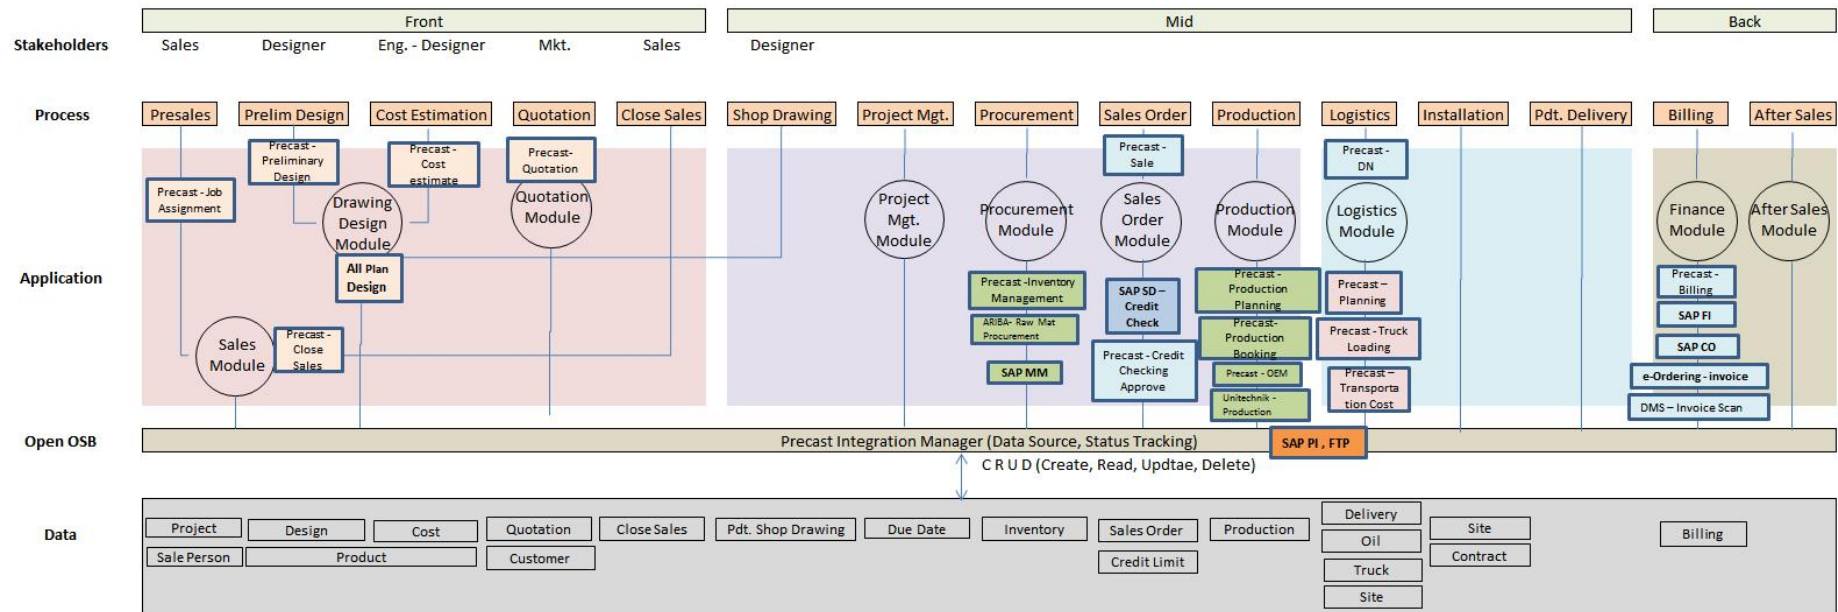 Front
Mid
Back
Stakeholders
Sales
Designer
Eng. - Designer
Mkt.
Sales
Designer
Process
Presales
Prelim Design
Cost Estimation
Quotation
Close Sales
Shop Drawing
Project Mgt.
Procurement
Sales Order
Production
Logistics
Installation
Pdt. Delivery
Billing
After Sales
Application
Precast - Job
Assignment
Precast -
Preliminary
Design
Precast -
Cost
estimate
Precast-
Quotation
Precast -
Sale
Precast -
DN
Drawing
Design
Module
Quotation
Module
Project
Mgt.
Module
Procurement
Module
Sales
Order
Module
Production
Module
Logistics
Module
Finance
Module
After Sales
Module
All Plan
Design
Sales
Module
Precast -
Close
Sales
Precast -Inventory
Management
ARIBA- Raw Mat
Procurement
SAP MM
SAP SD –
Credit
Check
Precast - Credit
Checking
Approve
Precast -
Production
Planning
Precast-
Production
Booking
Precast - OEM
Unitechnik -
Production
Precast –
Planning
Precast - Truck
Loading
Precast –
Transporta
tion Cost
Precast -
Billing
SAP FI
SAP CO
e-Ordering - invoice
DMS – Invoice Scan
Open OSB
Precast Integration Manager (Data Source, Status Tracking)
SAP PI , FTP
C R U D (Create, Read, Updtae, Delete)
Data
Project
Sale Person
Design
Cost
Product
Quotation
Customer
Close Sales
Pdt. Shop Drawing
Due Date
Inventory
Sales Order
Credit Limit
Production
Delivery
Oil
Truck
Site
Site
Contract
Billing